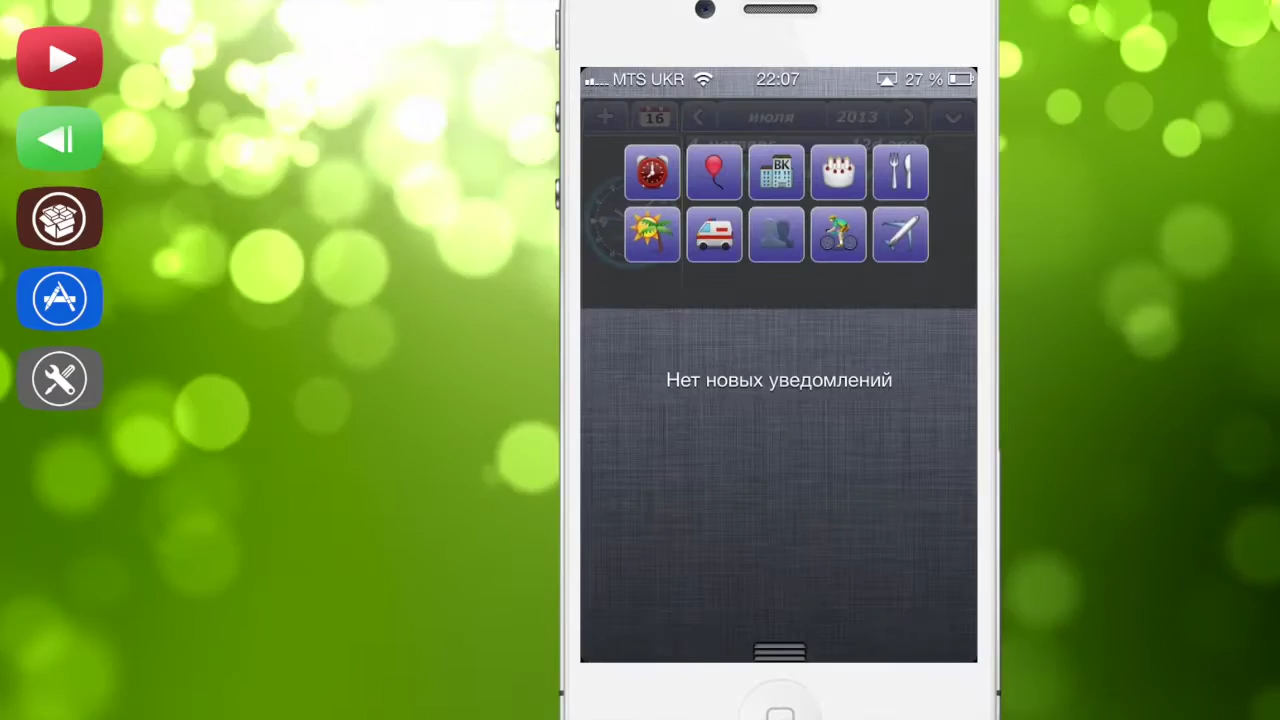 MTS UKR 22:07 27 %
16 июля 2013
BK
Нет новых уведомлений